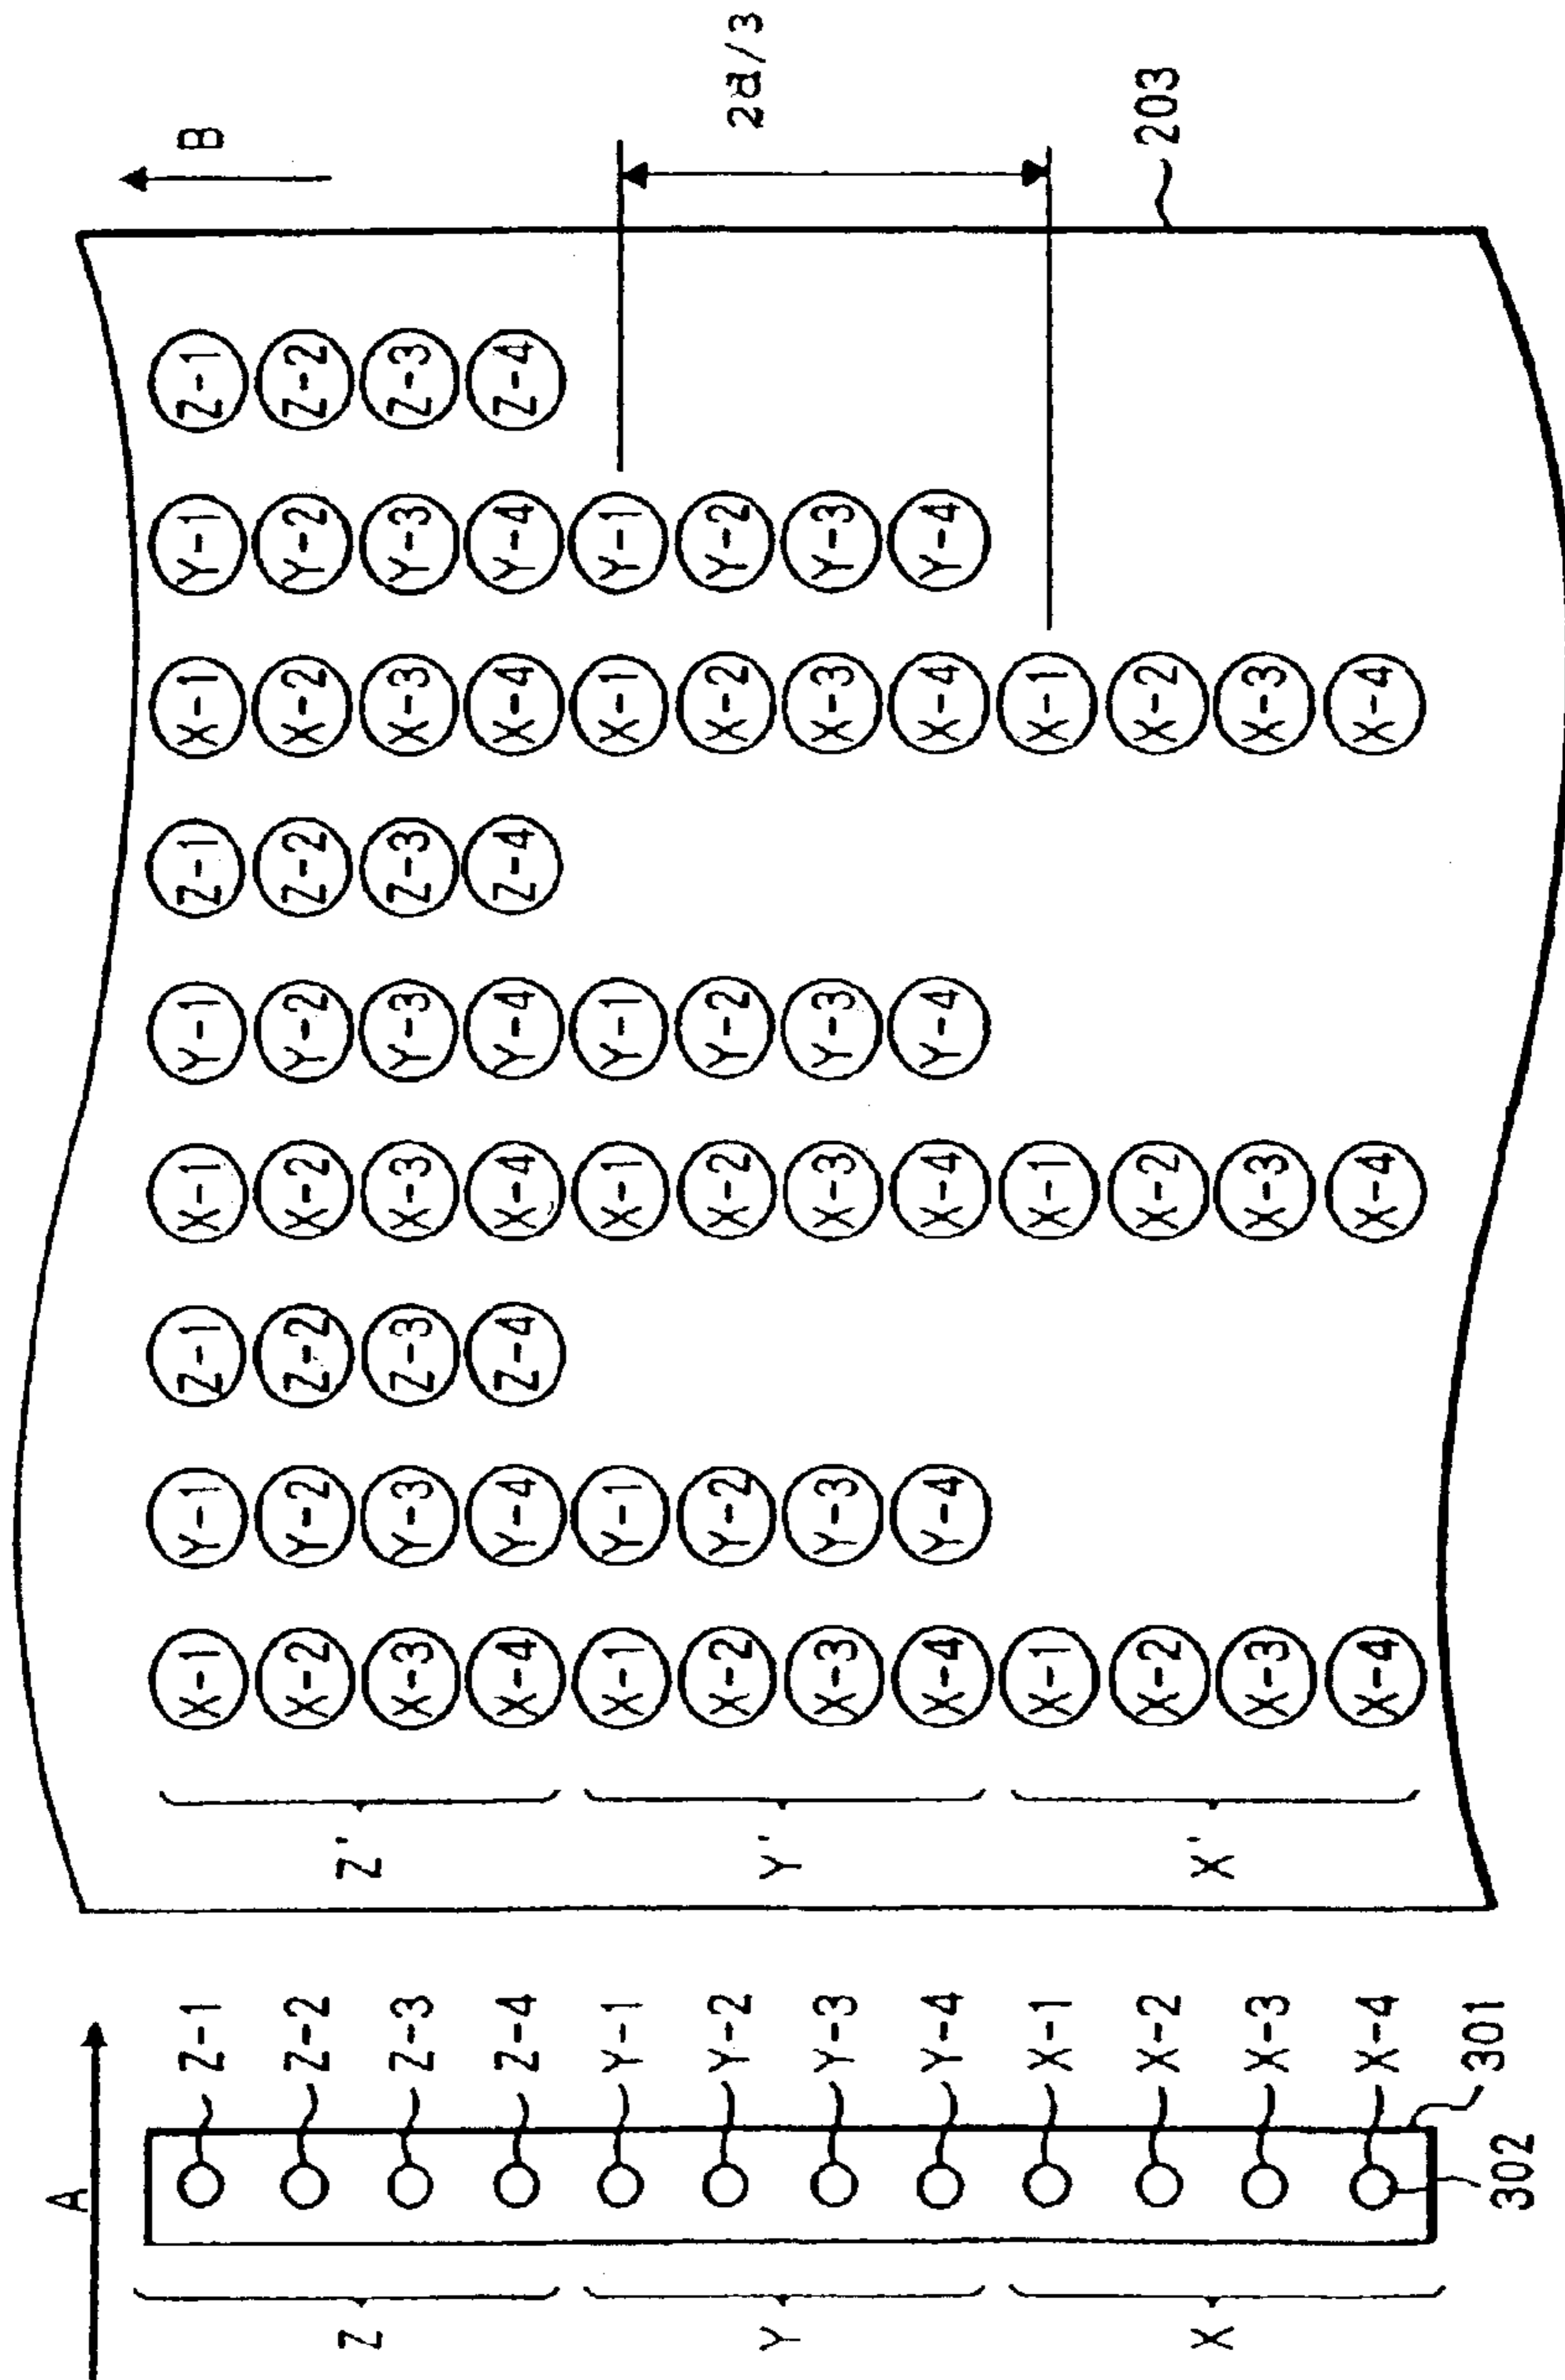 A
Z-1 X-1 Y-1 Z-1 X-1 Y-1 Z-1 X-1 Y-1 Z-1 B
Z-2 X-2 Y-2 Z-2 X-2 Y-2 Z-2 X-2 Y-2 Z-2
Z Z'
Z-3 X-3 Y-3 Z-3 X-3 Y-3 Z-3 X-3 Y-3 Z-3
Z-4 X-4 Y-4 Z-4 X-4 Y-4 Z-4 X-4 Y-4 Z-4
Y-1 X-1 Y-1 X-1 Y-1 X-1 Y-1
Y-2 X-2 Y-2 X-2 Y-2 X-2 Y-2 2d/3
Y Y'
Y-3 X-3 Y-3 X-3 Y-3 X-3 Y-3
Y-4 X-4 Y-4 X-4 Y-4 X-4 Y-4
X-1 X-1 X-1 X-1
X-2 X-2 X-2 X-2 203
X X'
X-3 X-3 X-3 X-3
X-4 X-4 X-4 X-4
301
302